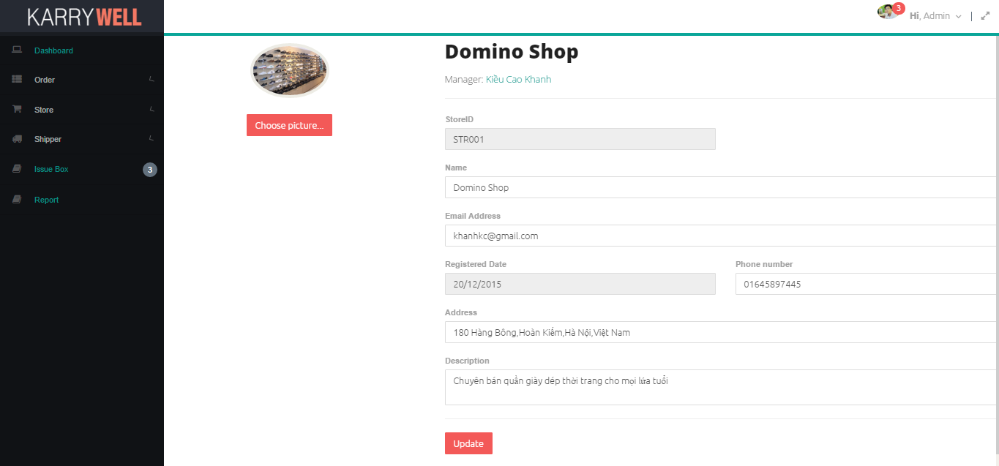 KARRYWELL
3
Hi, Admin
Dashboard
Order
Store
Shipper
Issue Box
3
Report
Choose picture...
Domino Shop
Manager: Kiều Cao Khanh
StoreID
STR001
Name
Domino Shop
Email Address
khanhkc@gmail.com
Registered Date
20/12/2015
Phone number
01645897445
Address
180 Hàng Bông,Hoàn Kiếm,Hà Nội,Việt Nam
Description
Chuyên bán quần giày dép thời trang cho mọi lứa tuổi
Update